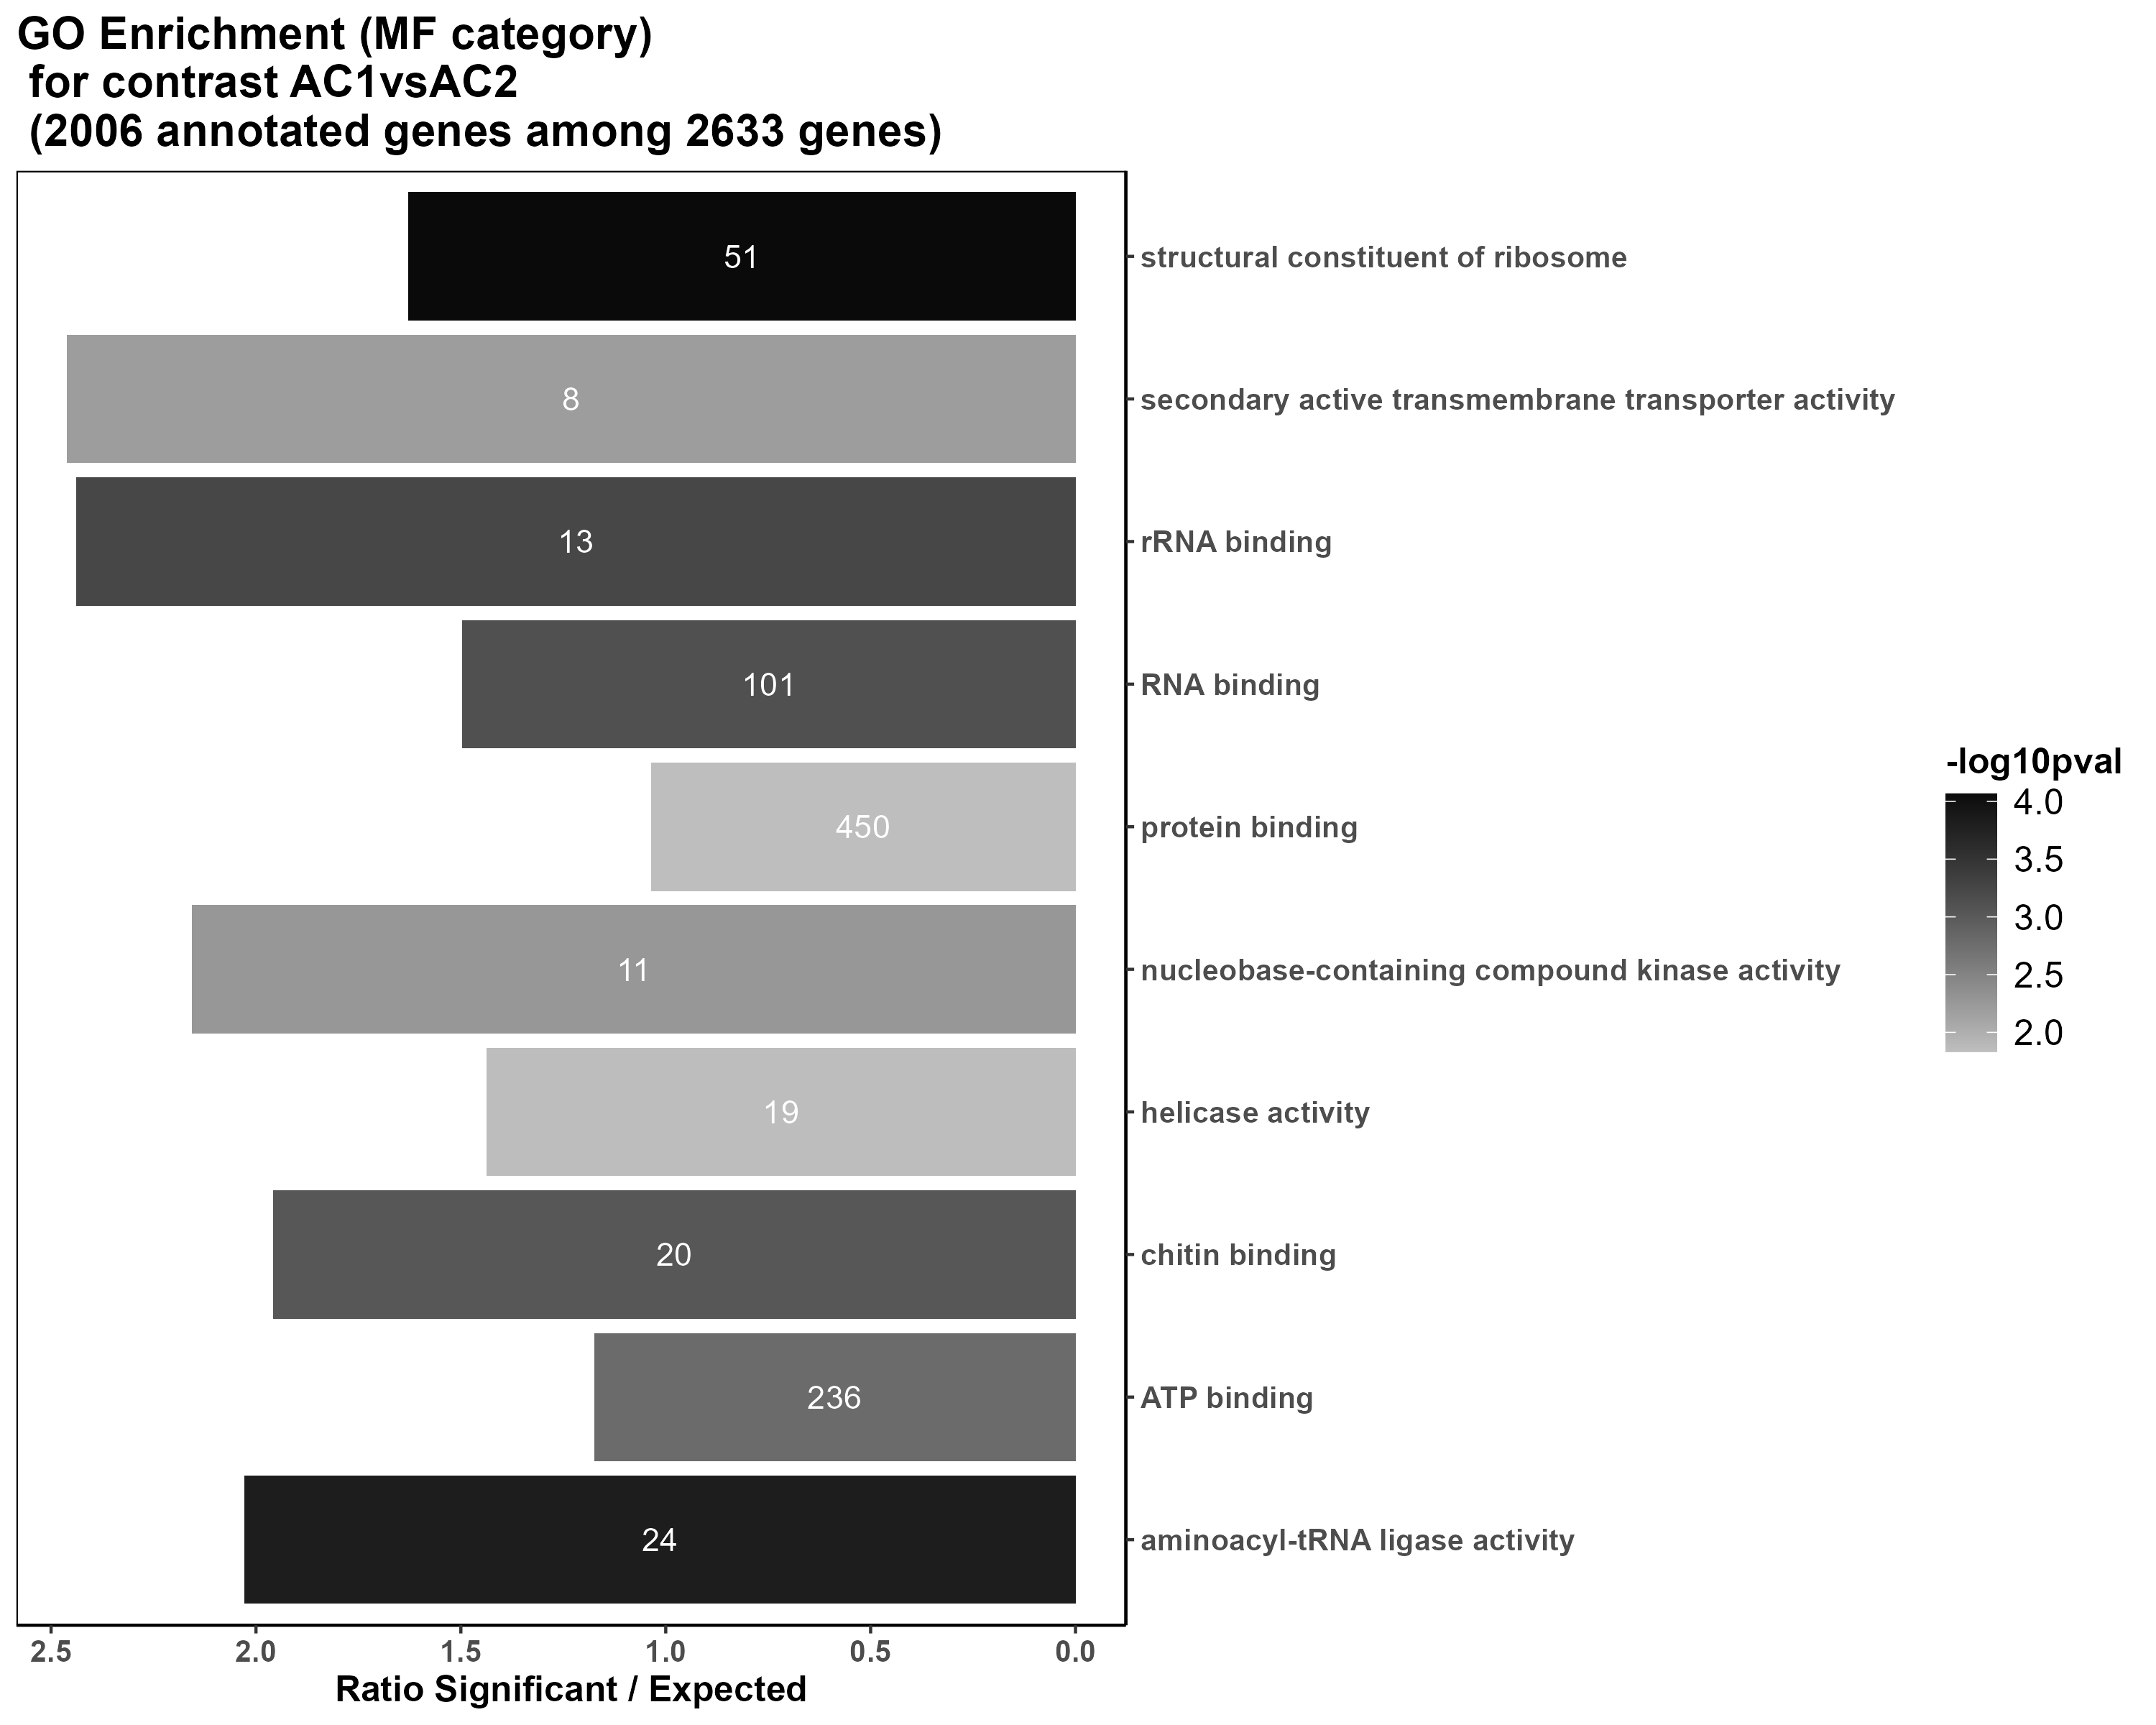 GO Enrichment (MF category)
for contrast AC1vsAC2
(2006 annotated genes among 2633 genes)
51
structural constituent of ribosome
8
secondary active transmembrane transporter activity
13
rRNA binding
101
RNA binding
450
protein binding
11
nucleobase-containing compound kinase activity
19
helicase activity
20
chitin binding
236
ATP binding
24
aminoacyl-tRNA ligase activity
2.5
2.0
1.5
1.0
0.5
0.0
Ratio Significant / Expected
-log10pval
4.0
3.5
3.0
2.5
2.0